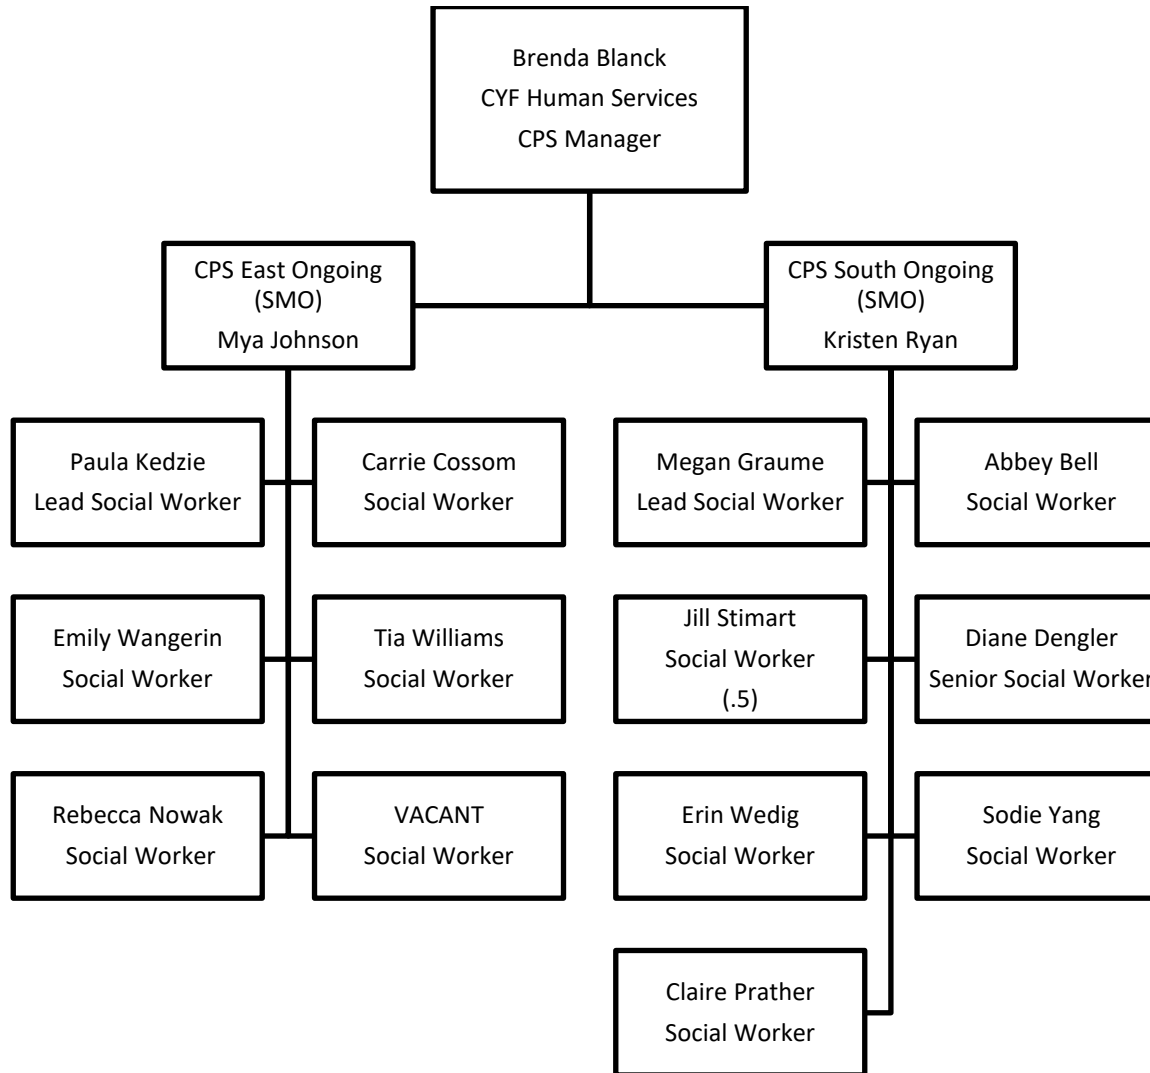 Brenda Blanck
CYF Human Services
CPS Manager
CPS East Ongoing
(SMO)
Mya Johnson
CPS South Ongoing
(SMO)
Kristen Ryan
Paula Kedzie
Lead Social Worker
Carrie Cossom
Social Worker
Megan Graume
Lead Social Worker
Abbey Bell
Social Worker
Emily Wangerin
Social Worker
Tia Williams
Social Worker
Jill Stimart
Social Worker
(.5)
Diane Dengler
Senior Social Worker
Rebecca Nowak
Social Worker
VACANT
Social Worker
Erin Wedig
Social Worker
Sodie Yang
Social Worker
Claire Prather
Social Worker